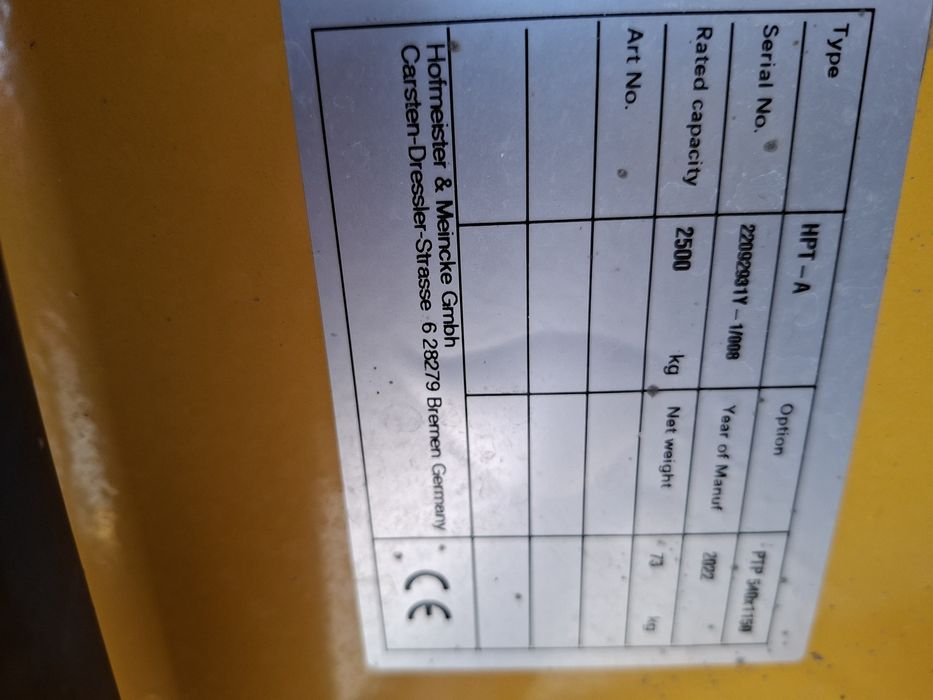 Type HPT-A Option PTP 540x1150
Serial No. 22092931Y-1/008 Year of Manuf 2022
Rated capacity 2500 kg Net weight 73 kg
Art No.
Hofmeister & Meincke Gmbh
Carsten-Dressler-Strasse 6 28279 Bremen Germany
CE